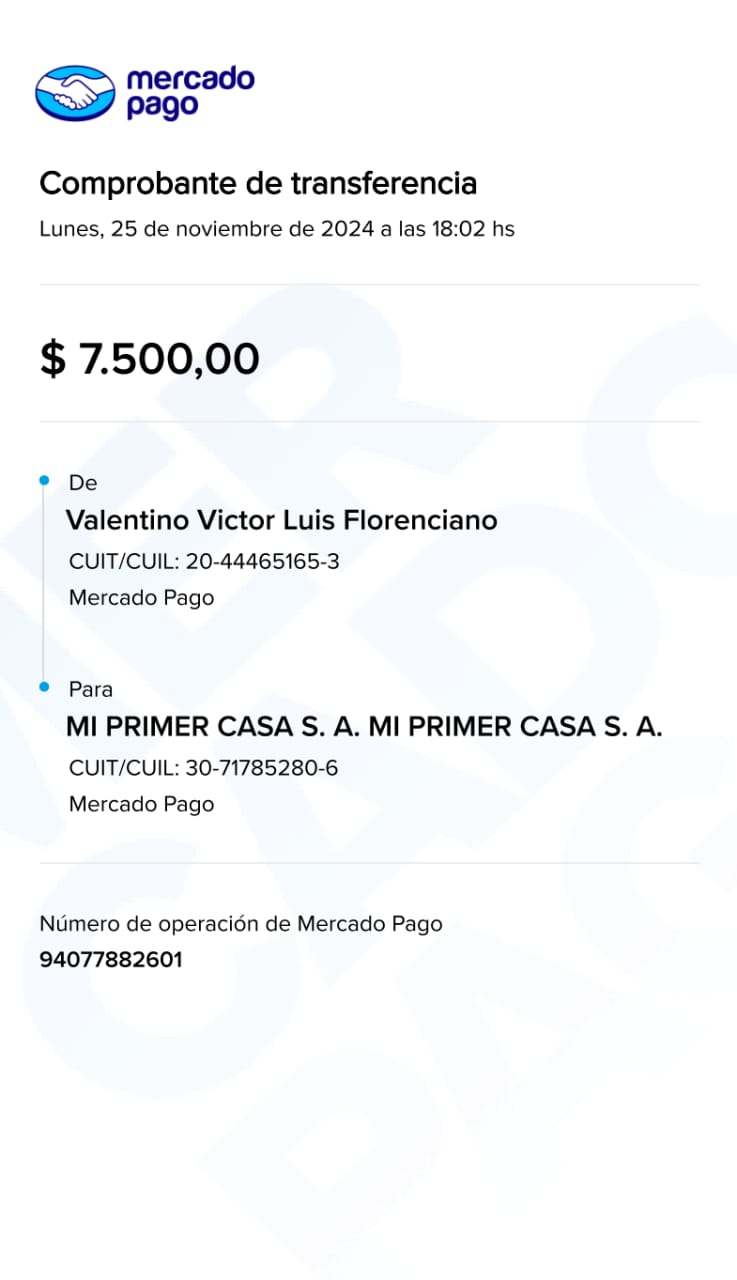 mercado
pago
Comprobante de transferencia
Lunes, 25 de noviembre de 2024 a las 18:02 hs
$ 7.500,00
De
Valentino Victor Luis Florenciano
CUIT/CUIL: 20-44465165-3
Mercado Pago
Para
MI PRIMER CASA S. A. MI PRIMER CASA S. A.
CUIT/CUIL: 30-71785280-6
Mercado Pago
Número de operación de Mercado Pago
94077882601